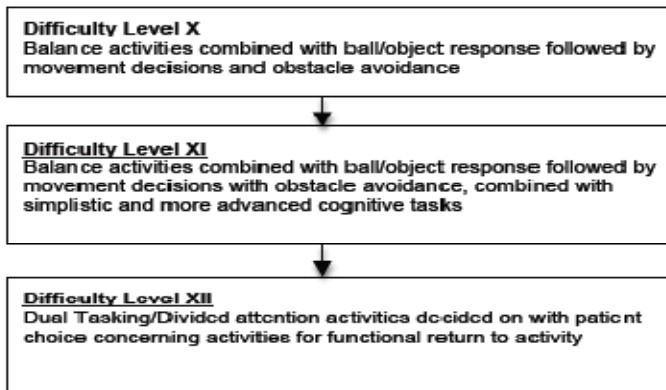 Difficulty Level X
Balance activities combined with ball/object response followed by
movement decisions and obstacle avoidance
Difficulty Level XI
Balance activities combined with ball/object response followed by
movement decisions with obstacle avoidance, combined with
simplistic and more advanced cognitive tasks
Difficulty Level XII
Dual Tasking/Divided attention activities decided on with patient
choice concerning activities for functional return to activity